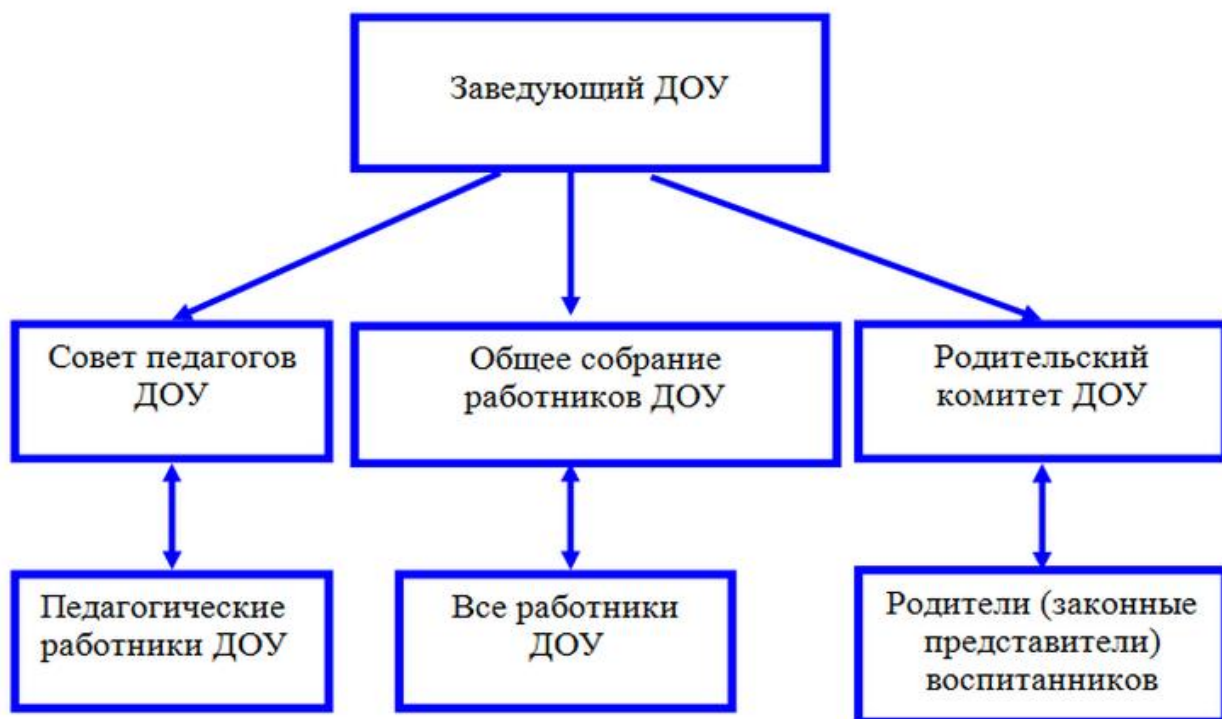 Заведующий ДОУ
Совет педагогов
ДОУ
Общее собрание
работников ДОУ
Родительский
комитет ДОУ
Педагогические
работники ДОУ
Все работники
ДОУ
Родители (законные
представители)
воспитанников